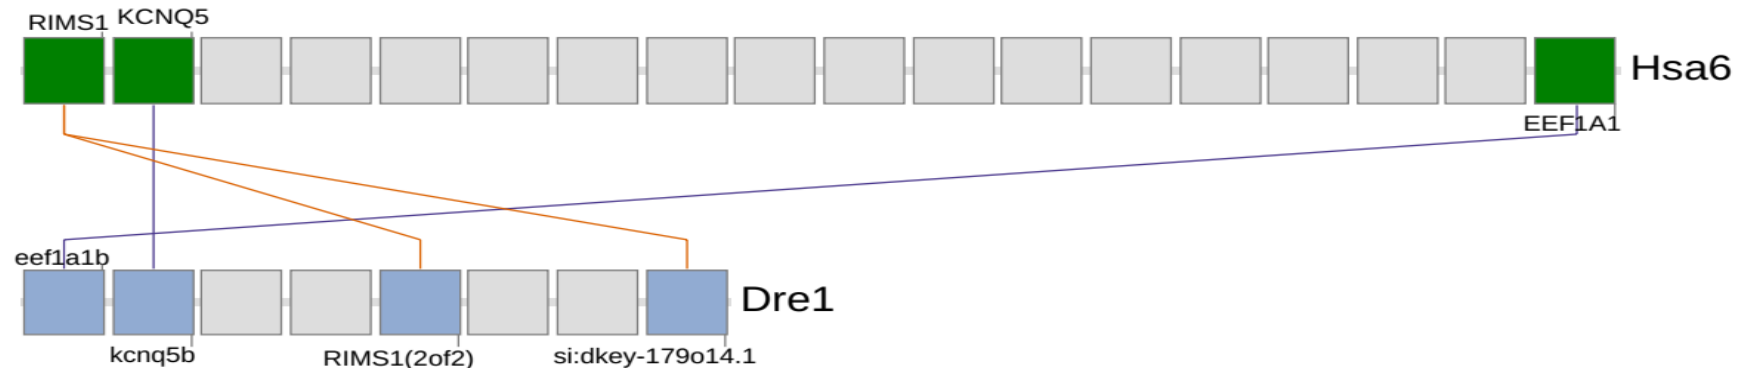 RIMS1 KCNQ5
Hsa6
EEF1A1
eef1a1b
Dre1
kcnq5b RIMS1(2of2) si:dkey-179o14.1